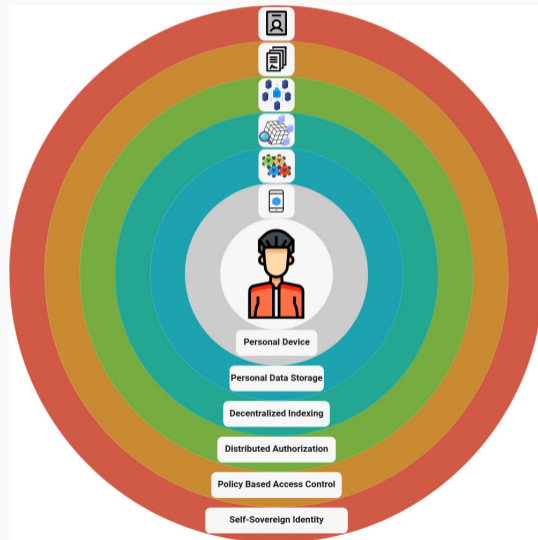 Personal Device
Personal Data Storage
Decentralized Indexing
Distributed Authorization
Policy Based Access Control
Self-Sovereign Identity